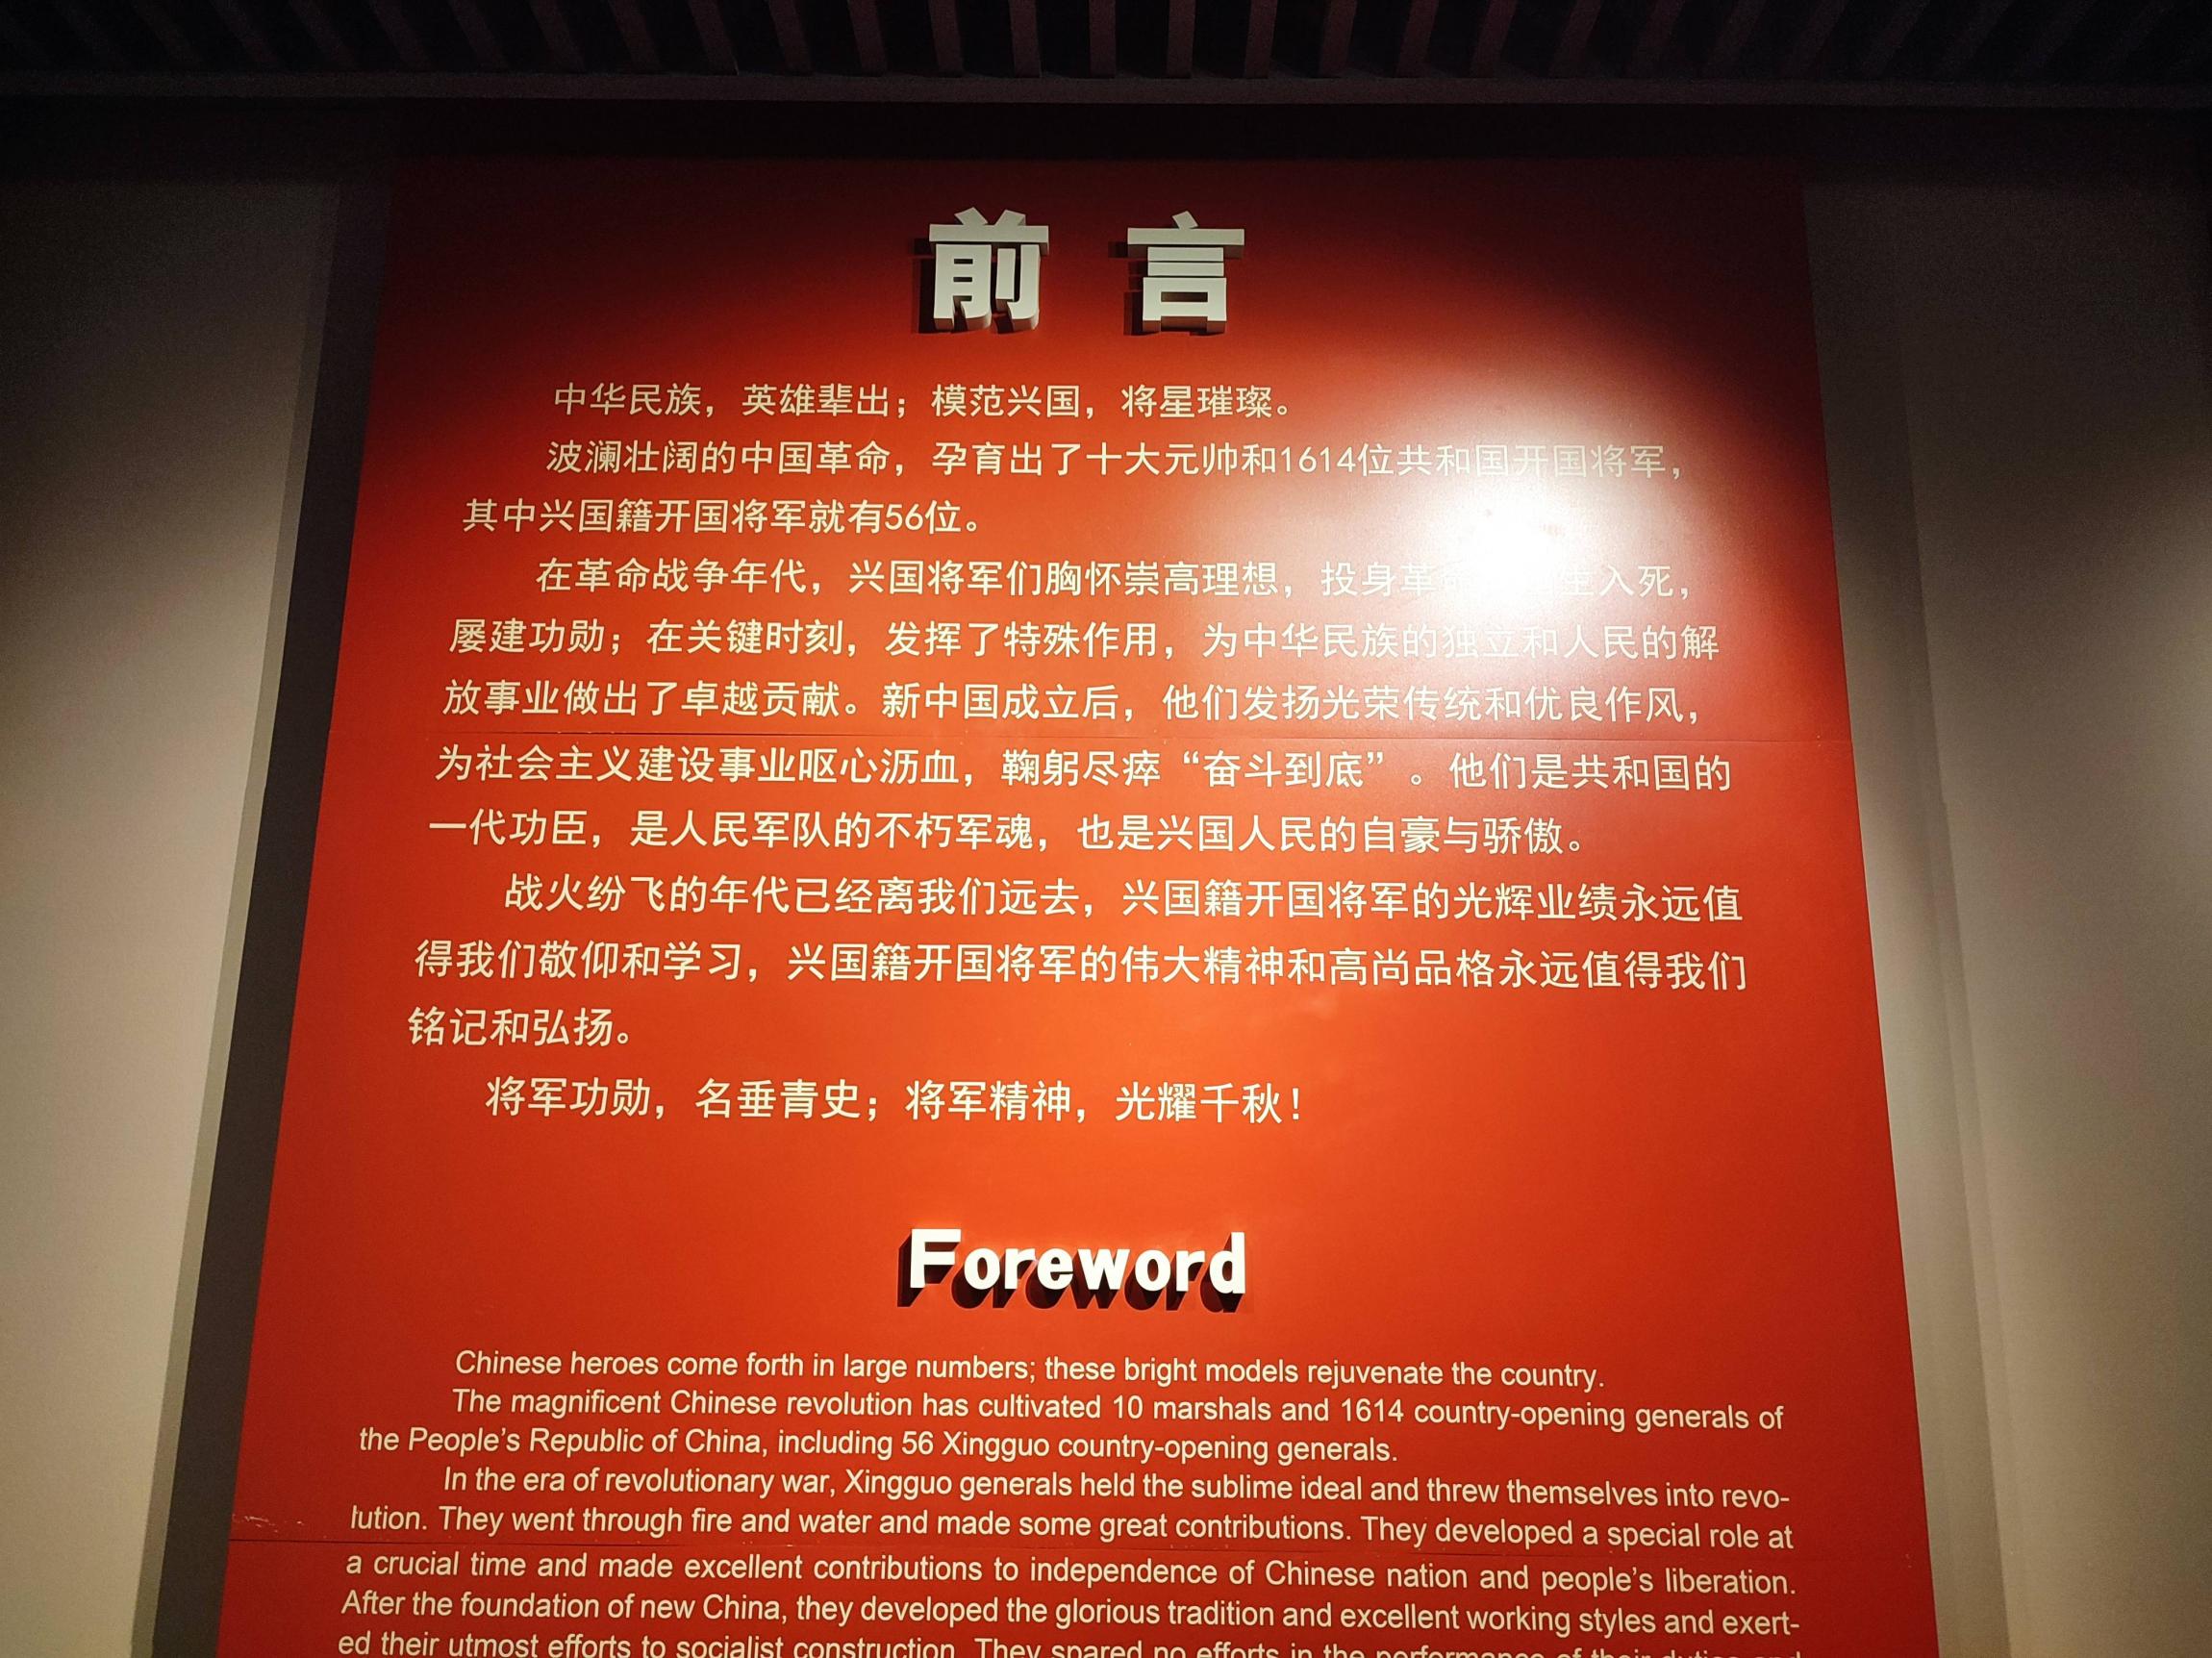 前言
中华民族，英雄辈出；模范兴国，将星璀璨。
波澜壮阔的中国革命，孕育出了十大元帅和1614位共和国开国将军，
其中兴国籍开国将军就有56位。
在革命战争年代，兴国将军们胸怀崇高理想，投身革 生入死，
屡建功勋；在关键时刻，发挥了特殊作用，为中华民族的独立和人民的解
放事业做出了卓越贡献。新中国成立后，他们发扬光荣传统和优良作风，
为社会主义建设事业呕心沥血，鞠躬尽瘁“奋斗到底”。他们是共和国的
一代功臣，是人民军队的不朽军魂，也是兴国人民的自豪与骄傲。
战火纷飞的年代已经离我们远去，兴国籍开国将军的光辉业绩永远值
得我们敬仰和学习，兴国籍开国将军的伟大精神和高尚品格永远值得我们
铭记和弘扬。
将军功勋，名垂青史；将军精神，光耀千秋！
Foreword
Chinese heroes come forth in large numbers; these bright models rejuvenate the country.
The magnificent Chinese revolution has cultivated 10 marshals and 1614 country-opening generals of
the People's Republic of China, including 56 Xingguo country-opening generals.
In the era of revolutionary war, Xingguo generals held the sublime ideal and threw themselves into revo-
lution. They went through fire and water and made some great contributions. They developed a special role at
a crucial time and made excellent contributions to independence of Chinese nation and people's liberation.
After the foundation of new China, they developed the glorious tradition and excellent working styles and exert-
ed their utmost efforts to socialist construction. They spared no efforts in the performance of their duties and